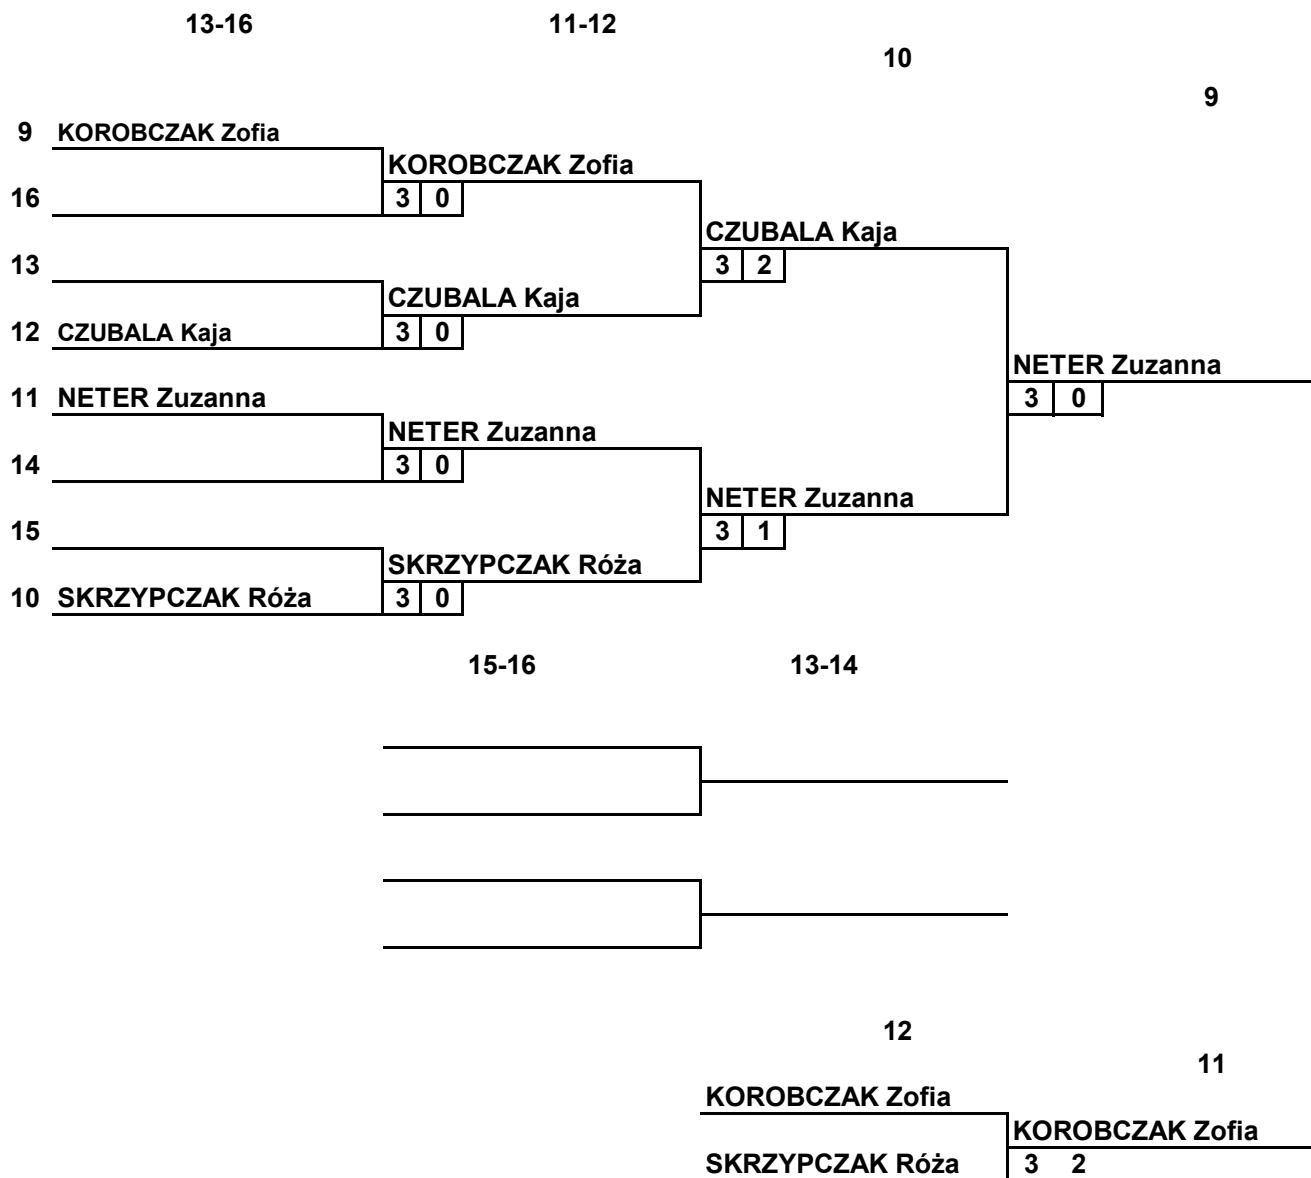 13-16 11-12
10
9
9 KOROBCZAK Zofia
KOROBCZAK Zofia
16 3 0
CZUBALA Kaja
13 3 2
CZUBALA Kaja
12 CZUBALA Kaja 3 0
NETER Zuzanna
11 NETER Zuzanna 3 0
NETER Zuzanna
14 3 0
NETER Zuzanna
15 3 1
SKRZYPCZAK Róża
10 SKRZYPCZAK Róża 3 0
15-16 13-14
12
11
KOROBCZAK Zofia
KOROBCZAK Zofia
SKRZYPCZAK Róża 3 2